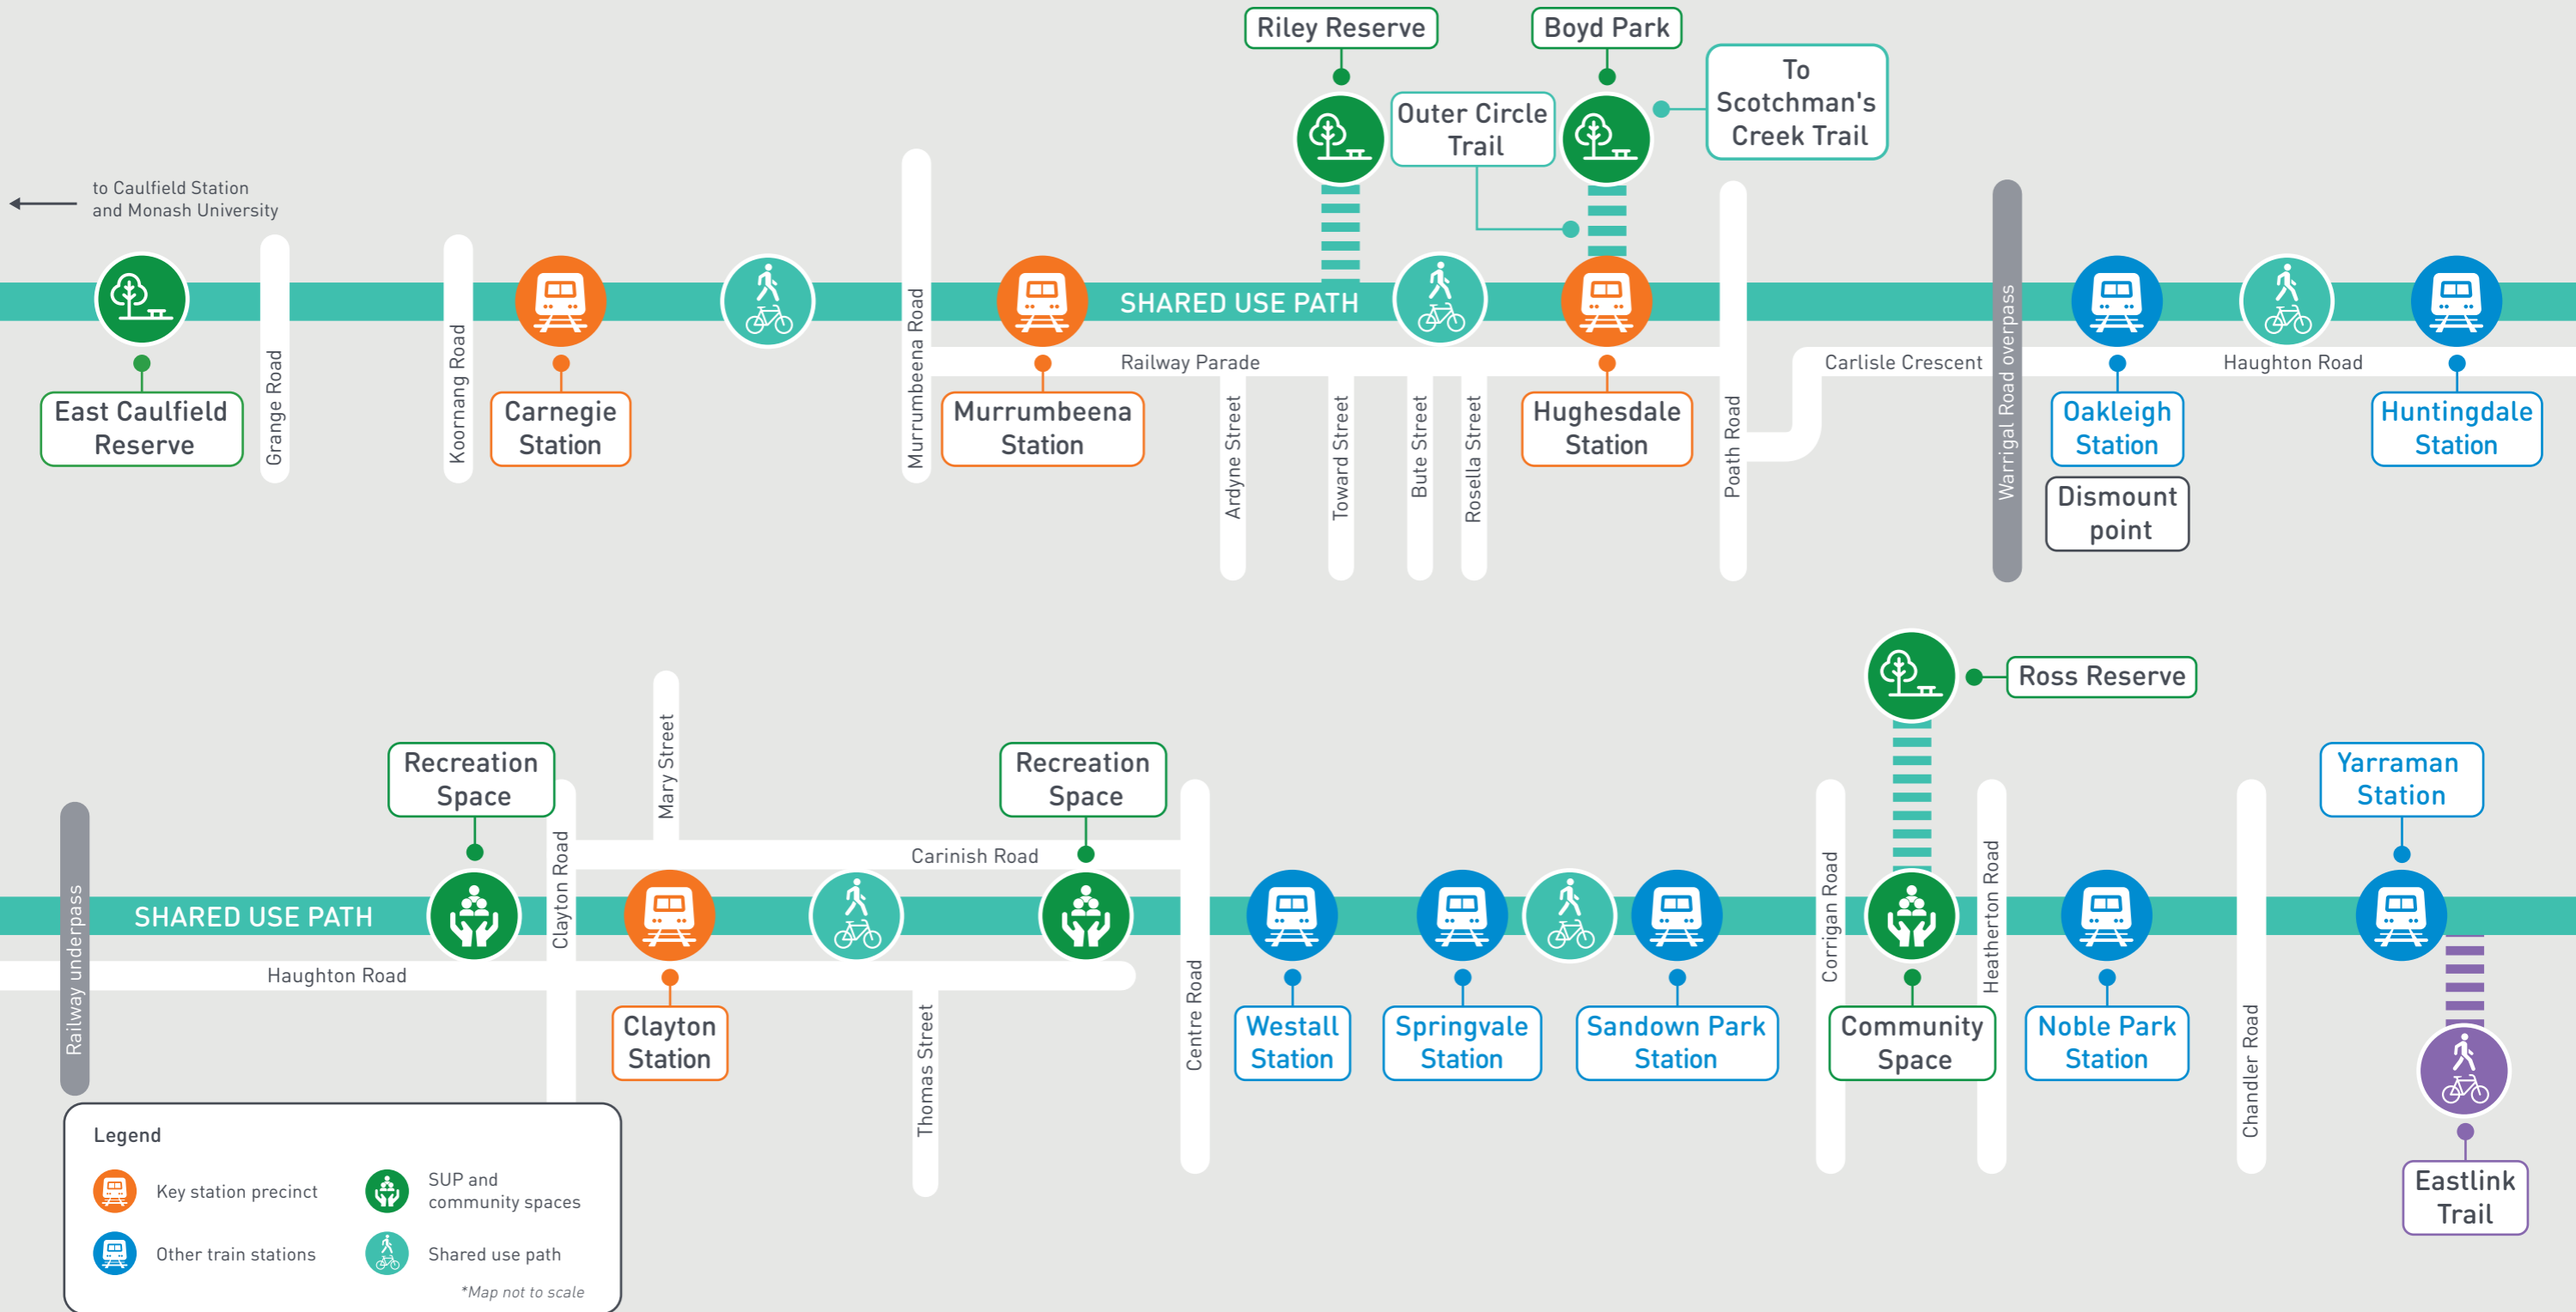 Riley Reserve
Boyd Park
To
Scotchman's
Creek Trail
Outer Circle
Trail
to Caulfield Station
and Monash University
SHARED USE PATH
East Caulfield
Reserve
Grange Road
Koornang Road
Carnegie
Station
Murrumbeena Road
Murrumbeena
Station
Railway Parade
Ardyne Street
Toward Street
Bute Street
Rosella Street
Hughesdale
Station
Poath Road
Carlisle Crescent
Warrigal Road overpass
Oakleigh
Station
Dismount
point
Haughton Road
Huntingdale
Station
Railway underpass
SHARED USE PATH
Haughton Road
Recreation
Space
Clayton Road
Mary Street
Clayton
Station
Carinish Road
Recreation
Space
Thomas Street
Centre Road
Westall
Station
Springvale
Station
Sandown Park
Station
Corrigan Road
Ross Reserve
Community
Space
Heatherton Road
Noble Park
Station
Chandler Road
Yarraman
Station
Eastlink
Trail
Legend
Key station precinct
SUP and
community spaces
Other train stations
Shared use path
*Map not to scale